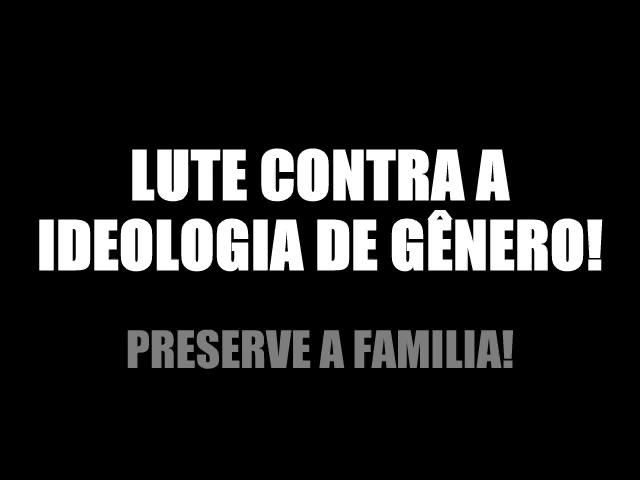 LUTE CONTRA A
IDEOLOGIA DE GÊNERO!
PRESERVE A FAMILIA!